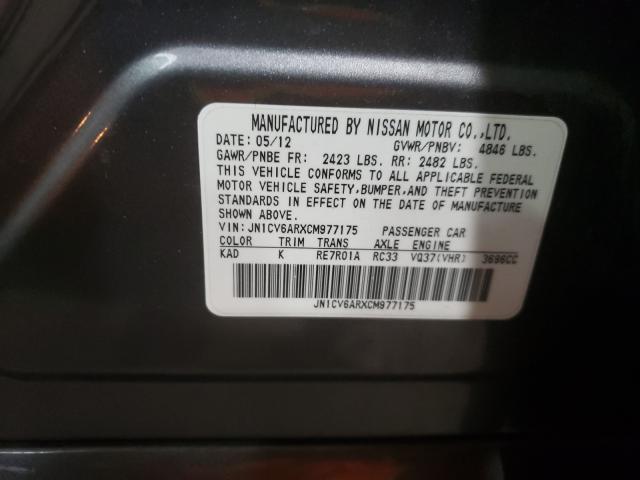 MANUFACTURED BY NISSAN MOTOR CO.,LTD.
DATE: 05/12 GVWR/PNBV: 4846 LBS.
GAWR/PNBE FR: 2423 LBS. RR: 2482 LBS.
THIS VEHICLE CONFORMS TO ALL APPLICABLE FEDERAL
MOTOR VEHICLE SAFETY,BUMPER,AND THEFT PREVENTION
STANDARDS IN EFFECT ON THE DATE OF MANUFACTURE
SHOWN ABOVE.
VIN: JN1CV6ARXCM977175 PASSENGER CAR
COLOR TRIM TRANS AXLE ENGINE
KAD K RE7R01A RC33 VQ37(VHR) 3696CC
JN1CV6ARXCM977175